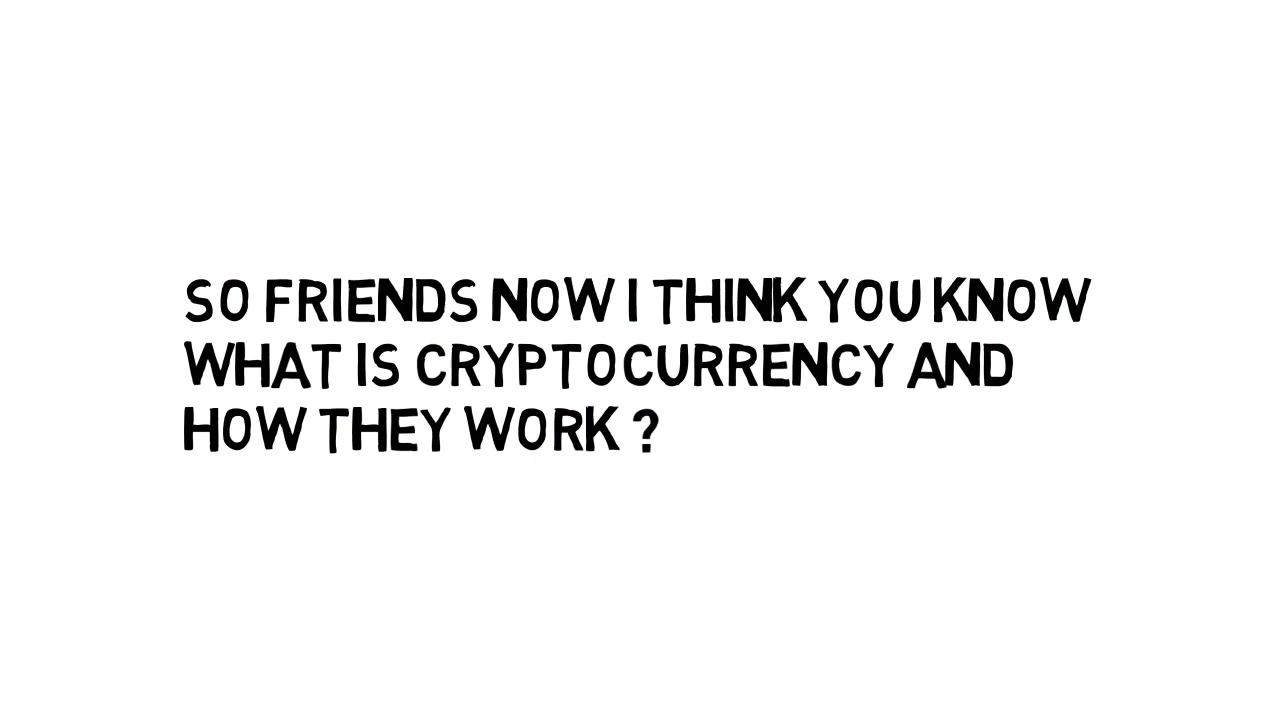 SO FRIENDS NOW I THINK YOU KNOW
WHAT IS CRYPTOCURRENCY AND
HOW THEY WORK ?